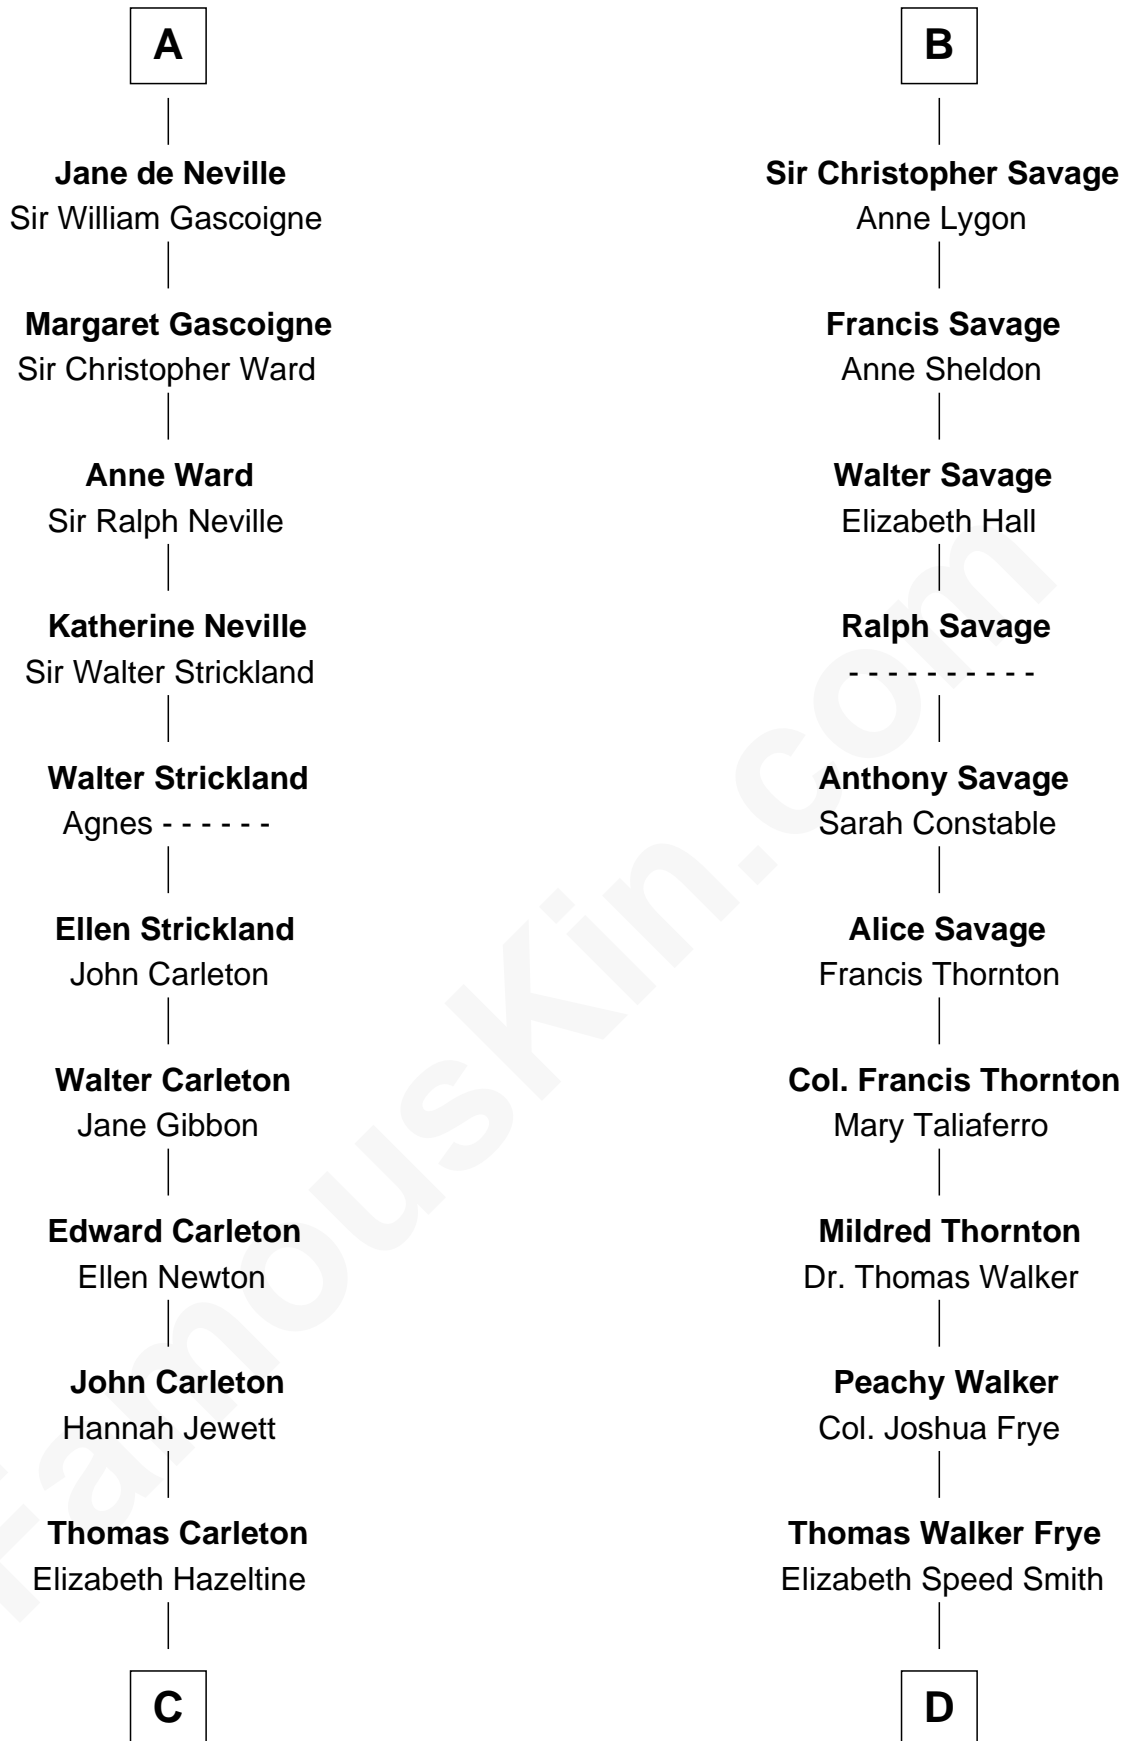 A
Jane de Neville
Sir William Gascoigne
Margaret Gascoigne
Sir Christopher Ward
Anne Ward
Sir Ralph Neville
Katherine Neville
Sir Walter Strickland
Walter Strickland
Agnes - - - - - -
Ellen Strickland
John Carleton
Walter Carleton
Jane Gibbon
Edward Carleton
Ellen Newton
John Carleton
Hannah Jewett
Thomas Carleton
Elizabeth Hazeltine
C
B
Sir Christopher Savage
Anne Lygon
Francis Savage
Anne Sheldon
Walter Savage
Elizabeth Hall
Ralph Savage
- - - - - - - - - -
Anthony Savage
Sarah Constable
Alice Savage
Francis Thornton
Col. Francis Thornton
Mary Taliaferro
Mildred Thornton
Dr. Thomas Walker
Peachy Walker
Col. Joshua Frye
Thomas Walker Frye
Elizabeth Speed Smith
D
FamousKin.com